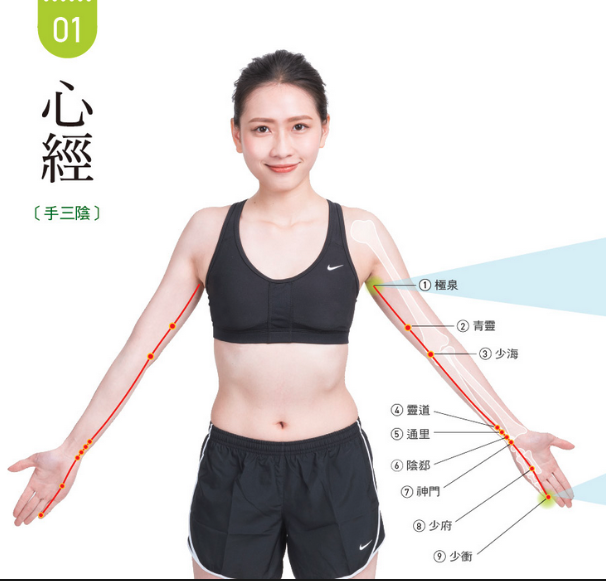 01
心經
〔手三陰〕
① 極泉
② 青靈
③ 少海
④ 靈道
⑤ 通里
⑥ 陰郄
⑦ 神門
⑧ 少府
⑨ 少衝